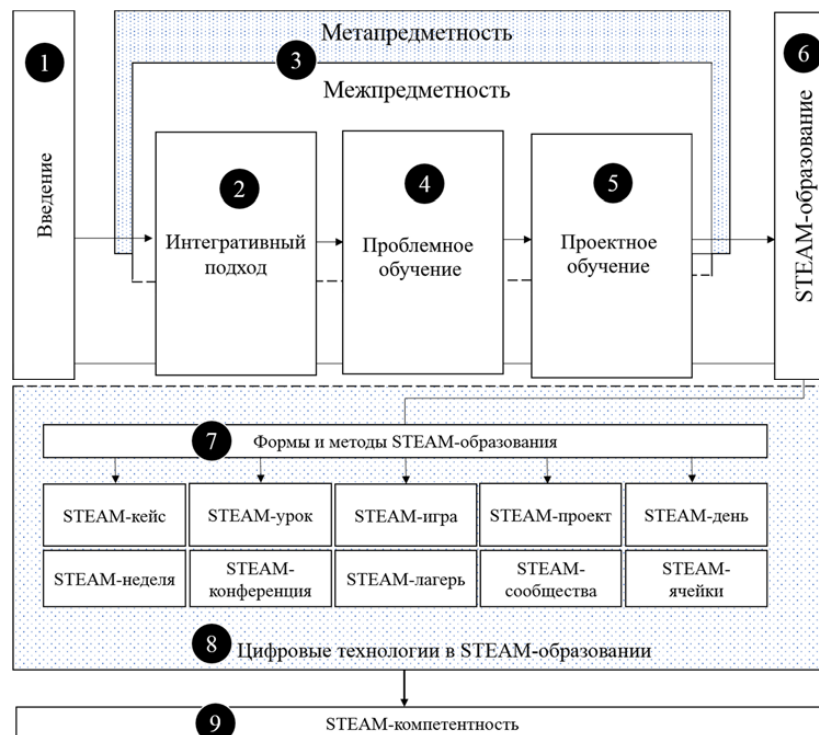 1
Введение
Метапредметность
3
Межпредметность
2
Интегративный
подход
4
Проблемное
обучение
5
Проектное
обучение
6
STEAM-образование
7
Формы и методы STEAM-образования
STEAM-кейс
STEAM-урок
STEAM-игра
STEAM-проект
STEAM-день
STEAM-неделя
STEAM-
конференция
STEAM-лагерь
STEAM-
сообщества
STEAM-
ячейки
8
Цифровые технологии в STEAM-образовании
9
STEAM-компетентность